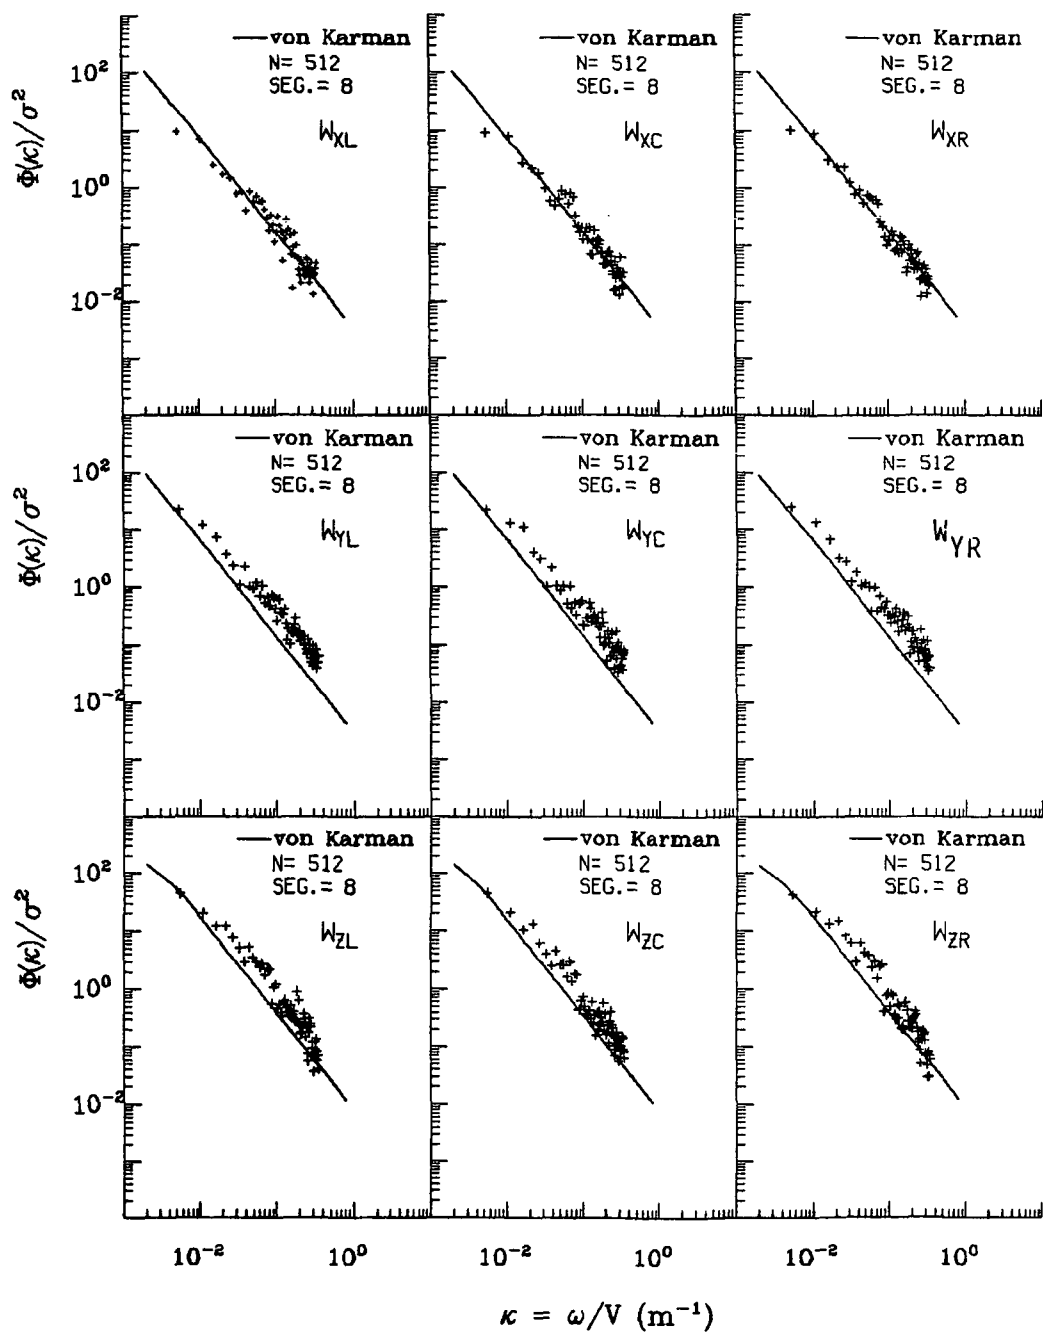 von Karman
N= 512
SEG.= 8
W_XL
von Karman
N= 512
SEG.= 8
W_XC
von Karman
N= 512
SEG.= 8
W_XR
Φ(κ)/σ²
10²
10⁰
10⁻²
von Karman
N= 512
SEG.= 8
W_YL
von Karman
N= 512
SEG.= 8
W_YC
von Karman
N= 512
SEG.= 8
W_YR
Φ(κ)/σ²
10²
10⁰
10⁻²
von Karman
N= 512
SEG.= 8
W_ZL
von Karman
N= 512
SEG.= 8
W_ZC
von Karman
N= 512
SEG.= 8
W_ZR
Φ(κ)/σ²
10²
10⁰
10⁻²
10⁻² 10⁰ 10⁻² 10⁰ 10⁻² 10⁰
κ = ω/V (m⁻¹)